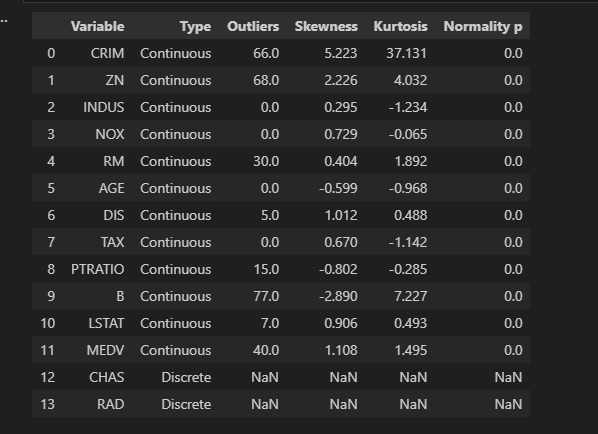 ..
Variable Type Outliers Skewness Kurtosis Normality p
0 CRIM Continuous 66.0 5.223 37.131 0.0
1 ZN Continuous 68.0 2.226 4.032 0.0
2 INDUS Continuous 0.0 0.295 -1.234 0.0
3 NOX Continuous 0.0 0.729 -0.065 0.0
4 RM Continuous 30.0 0.404 1.892 0.0
5 AGE Continuous 0.0 -0.599 -0.968 0.0
6 DIS Continuous 5.0 1.012 0.488 0.0
7 TAX Continuous 0.0 0.670 -1.142 0.0
8 PTRATIO Continuous 15.0 -0.802 -0.285 0.0
9 B Continuous 77.0 -2.890 7.227 0.0
10 LSTAT Continuous 7.0 0.906 0.493 0.0
11 MEDV Continuous 40.0 1.108 1.495 0.0
12 CHAS Discrete NaN NaN NaN NaN
13 RAD Discrete NaN NaN NaN NaN